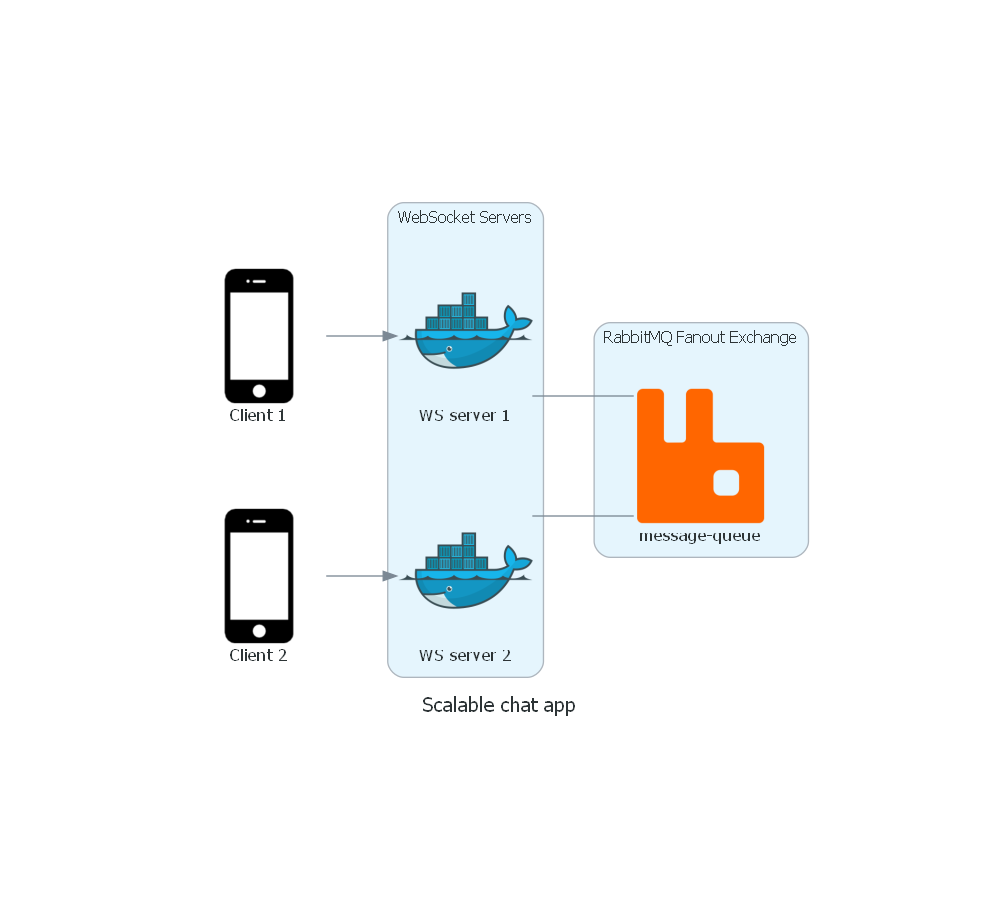 WebSocket Servers
RabbitMQ Fanout Exchange
Client 1
WS server 1
message-queue
Client 2
WS server 2
Scalable chat app